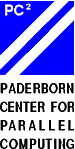 PC²
PADERBORN
CENTER FOR
PARALLEL
COMPUTING